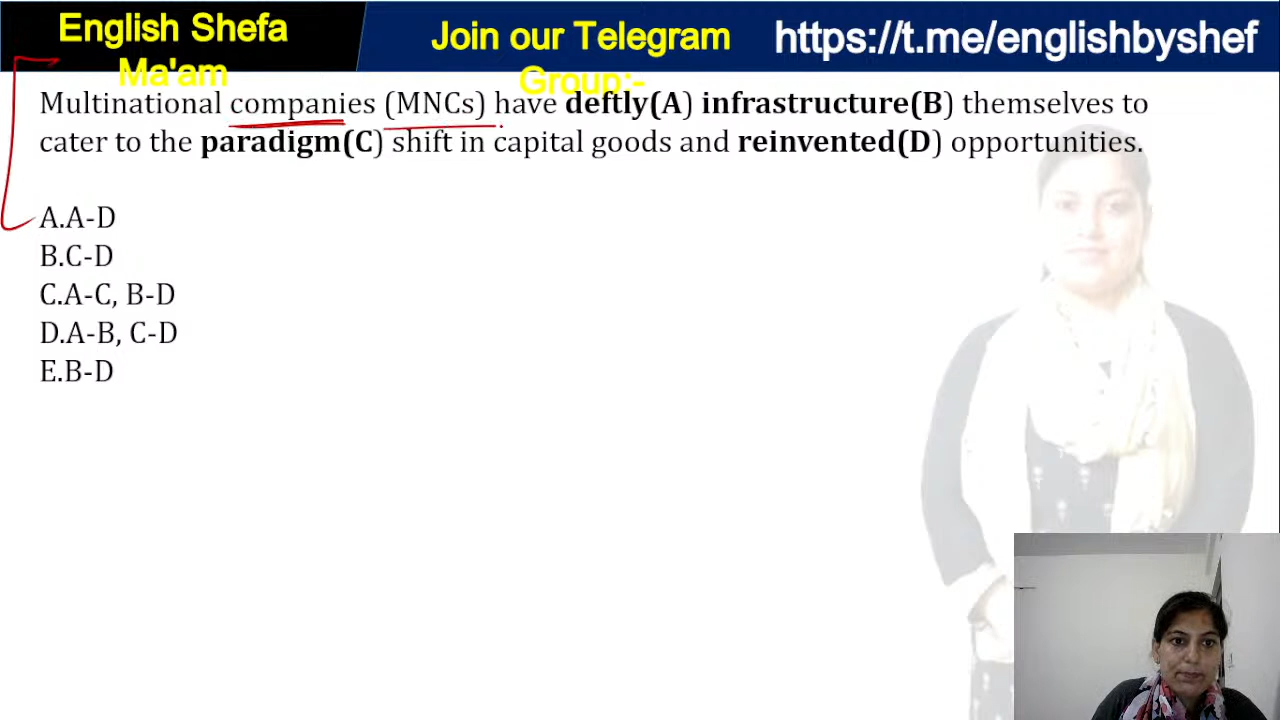 English Shefa
Ma'am
Join our Telegram
Group:-
https://t.me/englishbyshef
Multinational companies (MNCs) have deftly(A) infrastructure(B) themselves to
cater to the paradigm(C) shift in capital goods and reinvented(D) opportunities.
A.A-D
B.C-D
C.A-C, B-D
D.A-B, C-D
E.B-D